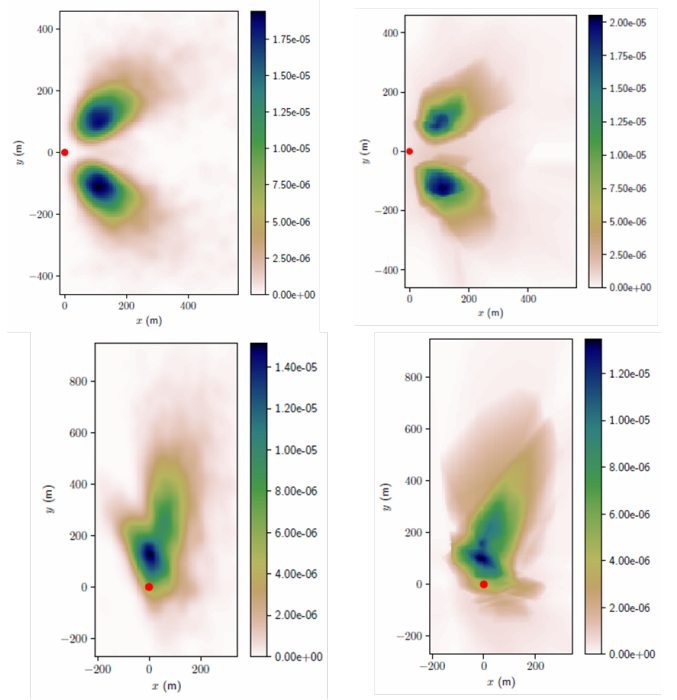 400
200
0
−200
−400
y (m)
0
200
400
x (m)
1.75e-05
1.50e-05
1.25e-05
1.00e-05
7.50e-06
5.00e-06
2.50e-06
0.00e+00
400
200
0
−200
−400
y (m)
0
200
400
x (m)
2.00e-05
1.75e-05
1.50e-05
1.25e-05
1.00e-05
7.50e-06
5.00e-06
2.50e-06
0.00e+00
800
600
400
200
0
−200
y (m)
−200
0
200
x (m)
1.40e-05
1.20e-05
1.00e-05
8.00e-06
6.00e-06
4.00e-06
2.00e-06
0.00e+00
800
600
400
200
0
−200
y (m)
−200
0
200
x (m)
1.20e-05
1.00e-05
8.00e-06
6.00e-06
4.00e-06
2.00e-06
0.00e+00